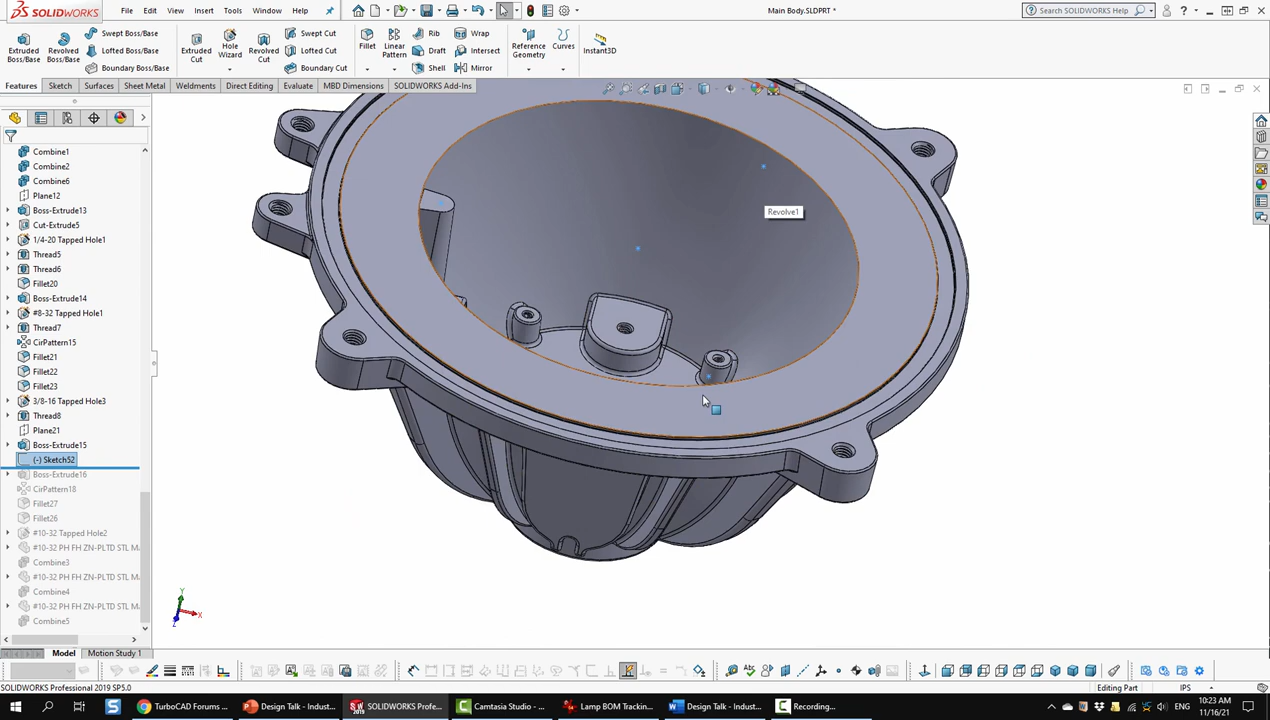 SOLIDWORKS
File Edit View Insert Tools Window Help
Main Body.SLDPRT *
Search SOLIDWORKS Help
Extruded Boss/Base
Revolved Boss/Base
Swept Boss/Base
Lofted Boss/Base
Boundary Boss/Base
Extruded Cut
Hole Wizard
Revolved Cut
Swept Cut
Lofted Cut
Boundary Cut
Fillet
Linear Pattern
Rib
Draft
Shell
Wrap
Intersect
Mirror
Reference Geometry
Curves
Instant3D
Features Sketch Surfaces Sheet Metal Weldments Direct Editing Evaluate MBD Dimensions SOLIDWORKS Add-Ins
Combine1
Combine2
Combine6
Plane12
Boss-Extrude13
Cut-Extrude5
1/4-20 Tapped Hole1
Thread5
Thread6
Fillet20
Boss-Extrude14
#8-32 Tapped Hole1
Thread7
CirPattern15
Fillet21
Fillet22
Fillet23
3/8-16 Tapped Hole3
Thread8
Plane21
Boss-Extrude15
(-) Sketch52
Boss-Extrude16
CirPattern18
Fillet27
Fillet26
#10-32 Tapped Hole2
#10-32 PH FH ZN-PLTD STL MA
Combine3
#10-32 PH FH ZN-PLTD STL MA
Combine4
#10-32 PH FH ZN-PLTD STL MA
Combine5
Revolve1
Y
X
Z
Model Motion Study 1
SOLIDWORKS Professional 2019 SP5.0
Editing Part
IPS
TurboCAD Forums ...
Design Talk - Indust...
SOLIDWORKS Profe...
Camtasia Studio - ...
Lamp BOM Trackin...
Design Talk - Indust...
Recording...
ENG
10:23 AM
11/16/21